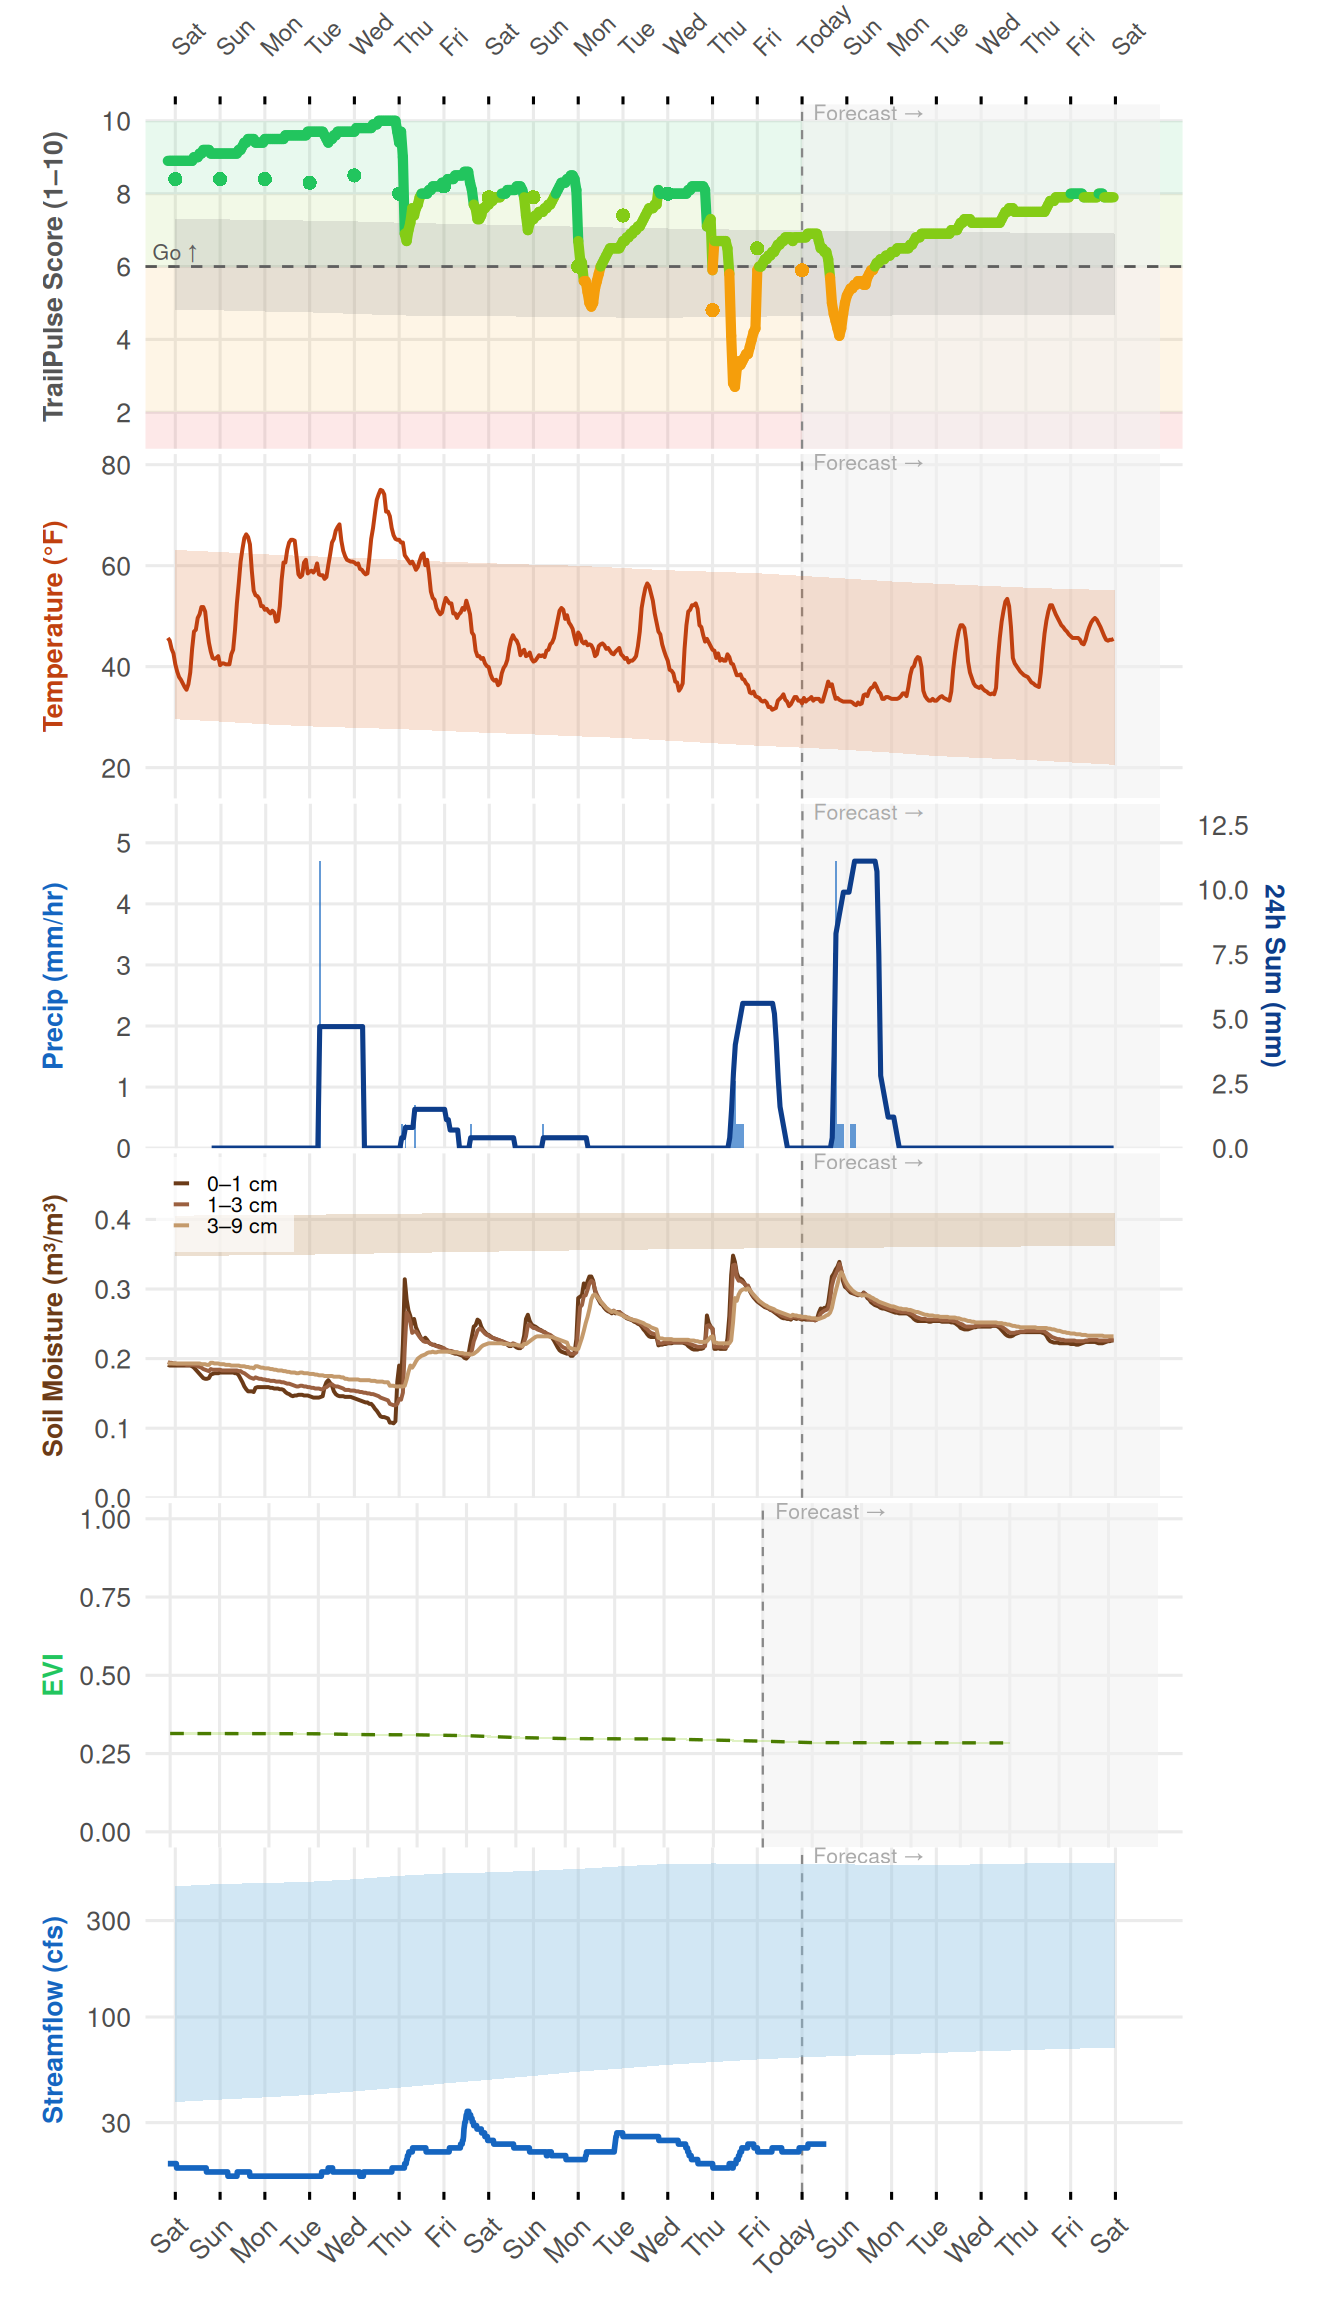 Sat Sun Mon Tue Wed Thu Fri Sat Sun Mon Tue Wed Thu Fri Today Sun Mon Tue Wed Thu Fri Sat
TrailPulse Score (1–10)
10
8
6
4
2
Go ↑
Forecast →
Temperature (°F)
80
60
40
20
Forecast →
Precip (mm/hr)
5
4
3
2
1
0
Forecast →
12.5
10.0
7.5
5.0
2.5
0.0
24h Sum (mm)
Soil Moisture (m³/m³)
0.4
0.3
0.2
0.1
0.0
0–1 cm
1–3 cm
3–9 cm
Forecast →
EVI
1.00
0.75
0.50
0.25
0.00
Forecast →
Streamflow (cfs)
300
100
30
Forecast →
Sat Sun Mon Tue Wed Thu Fri Sat Sun Mon Tue Wed Thu Fri Today Sun Mon Tue Wed Thu Fri Sat